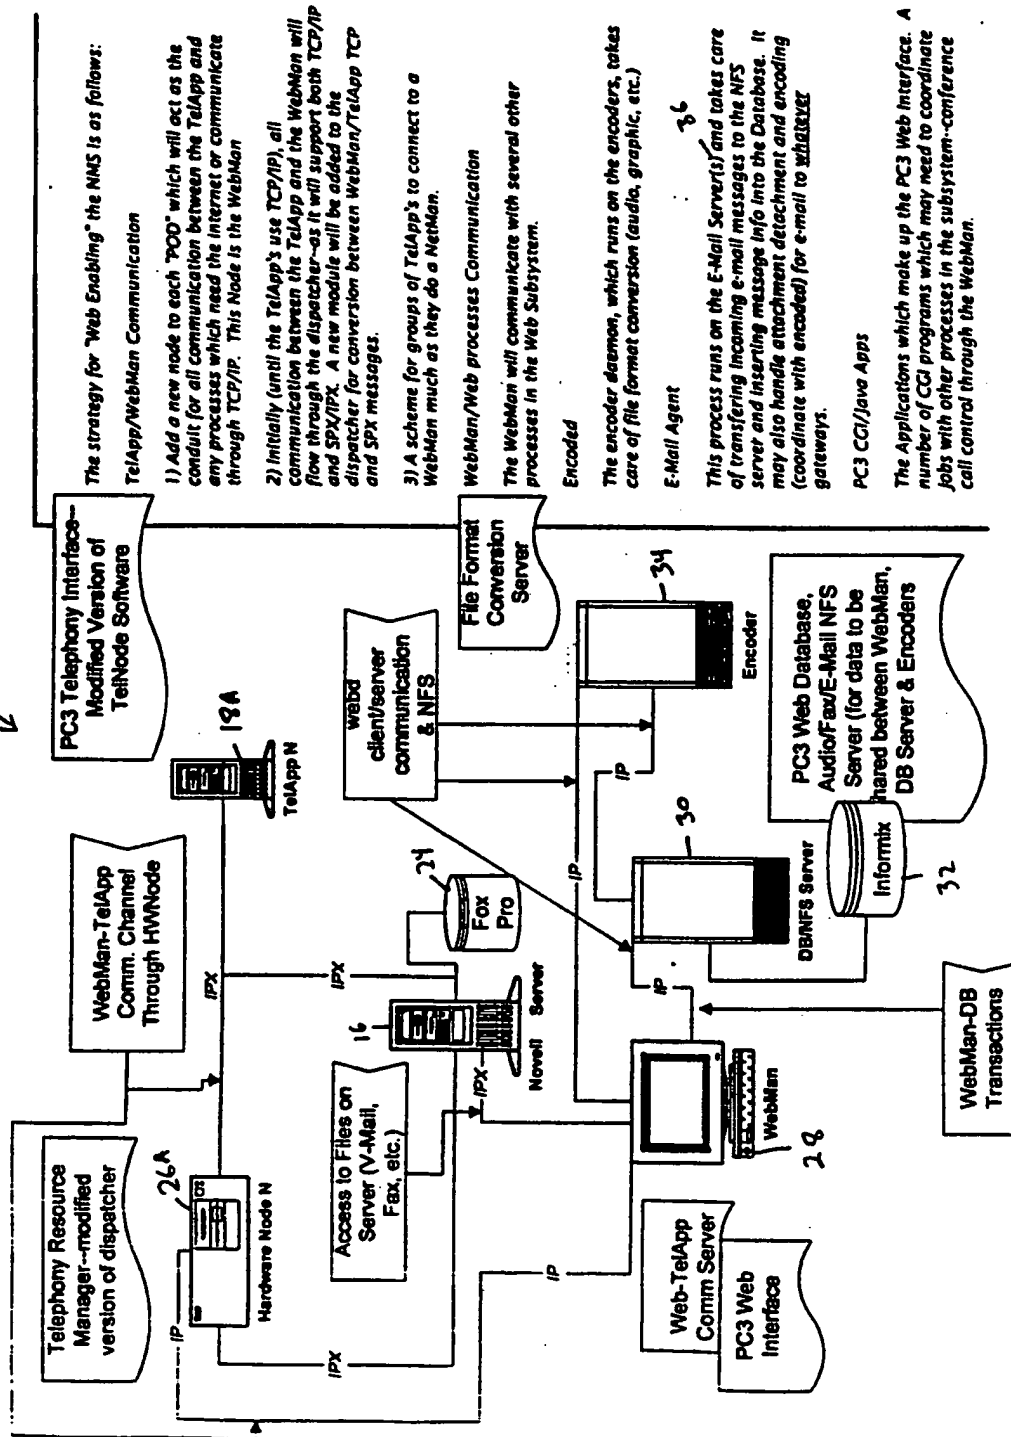 Telephony Resource
Manager--modified
version of dispatcher
WebMan-TelApp
Comm. Channel
Through HWNode
PC3 Telephony Interface--
Modified Version of
TelNode Software
26A
Hardware Node N
IP
IPX
18A
TelApp N
IPX
IPX
Access to Files on
Server (V-Mail,
Fax, etc.)
16
Novell Server
IPX
24
Fox
Pro
webd
client/server
communication
& NFS
File Format
Conversion
Server
IP
Web-TelApp
Comm Server
PC3 Web
Interface
WebMan
28
IP
IP
IP
30
DB/NFS Server
34
Encoder
Informix
32
WebMan-DB
Transactions
PC3 Web Database,
Audio/Fax/E-Mail NFS
Server (for data to be
shared between WebMan,
DB Server & Encoders
The strategy for "Web Enabling" the NMS is as follows:
TelApp/WebMan Communication
1) Add a new node to each "POD" which will act as the
conduit for all communication between the TelApp and
any processes which need the internet or communicate
through TCP/IP. This Node is the WebMan
2) Initially (until the TelApp's use TCP/IP), all
communication between the TelApp and the WebMan will
flow through the dispatcher--as it will support both TCP/IP
and SPX/IPX. A new module will be added to the
dispatcher for conversion between WebMan/TelApp TCP
and SPX messages.
3) A scheme for groups of TelApp's to connect to a
WebMan much as they do a NetMan.
WebMan/Web processes Communication
The WebMan will communicate with several other
processes in the Web Subsystem.
Encoded
The encoder daemon, which runs on the encoders, takes
care of file format conversion (audio, graphic, etc.)
E-Mail Agent
36
This process runs on the E-Mail Server(s) and takes care
of transferring incoming e-mail messages to the NFS
server and inserting message info into the Database. It
may also handle attachment detachment and encoding
(coordinate with encoded) for e-mail to whatever
gateways.
PC3 CGI/Java Apps
The Applications which make up the PC3 Web Interface. A
number of CGI programs which may need to coordinate
jobs with other processes in the subsystem--conference
call control through the WebMan.